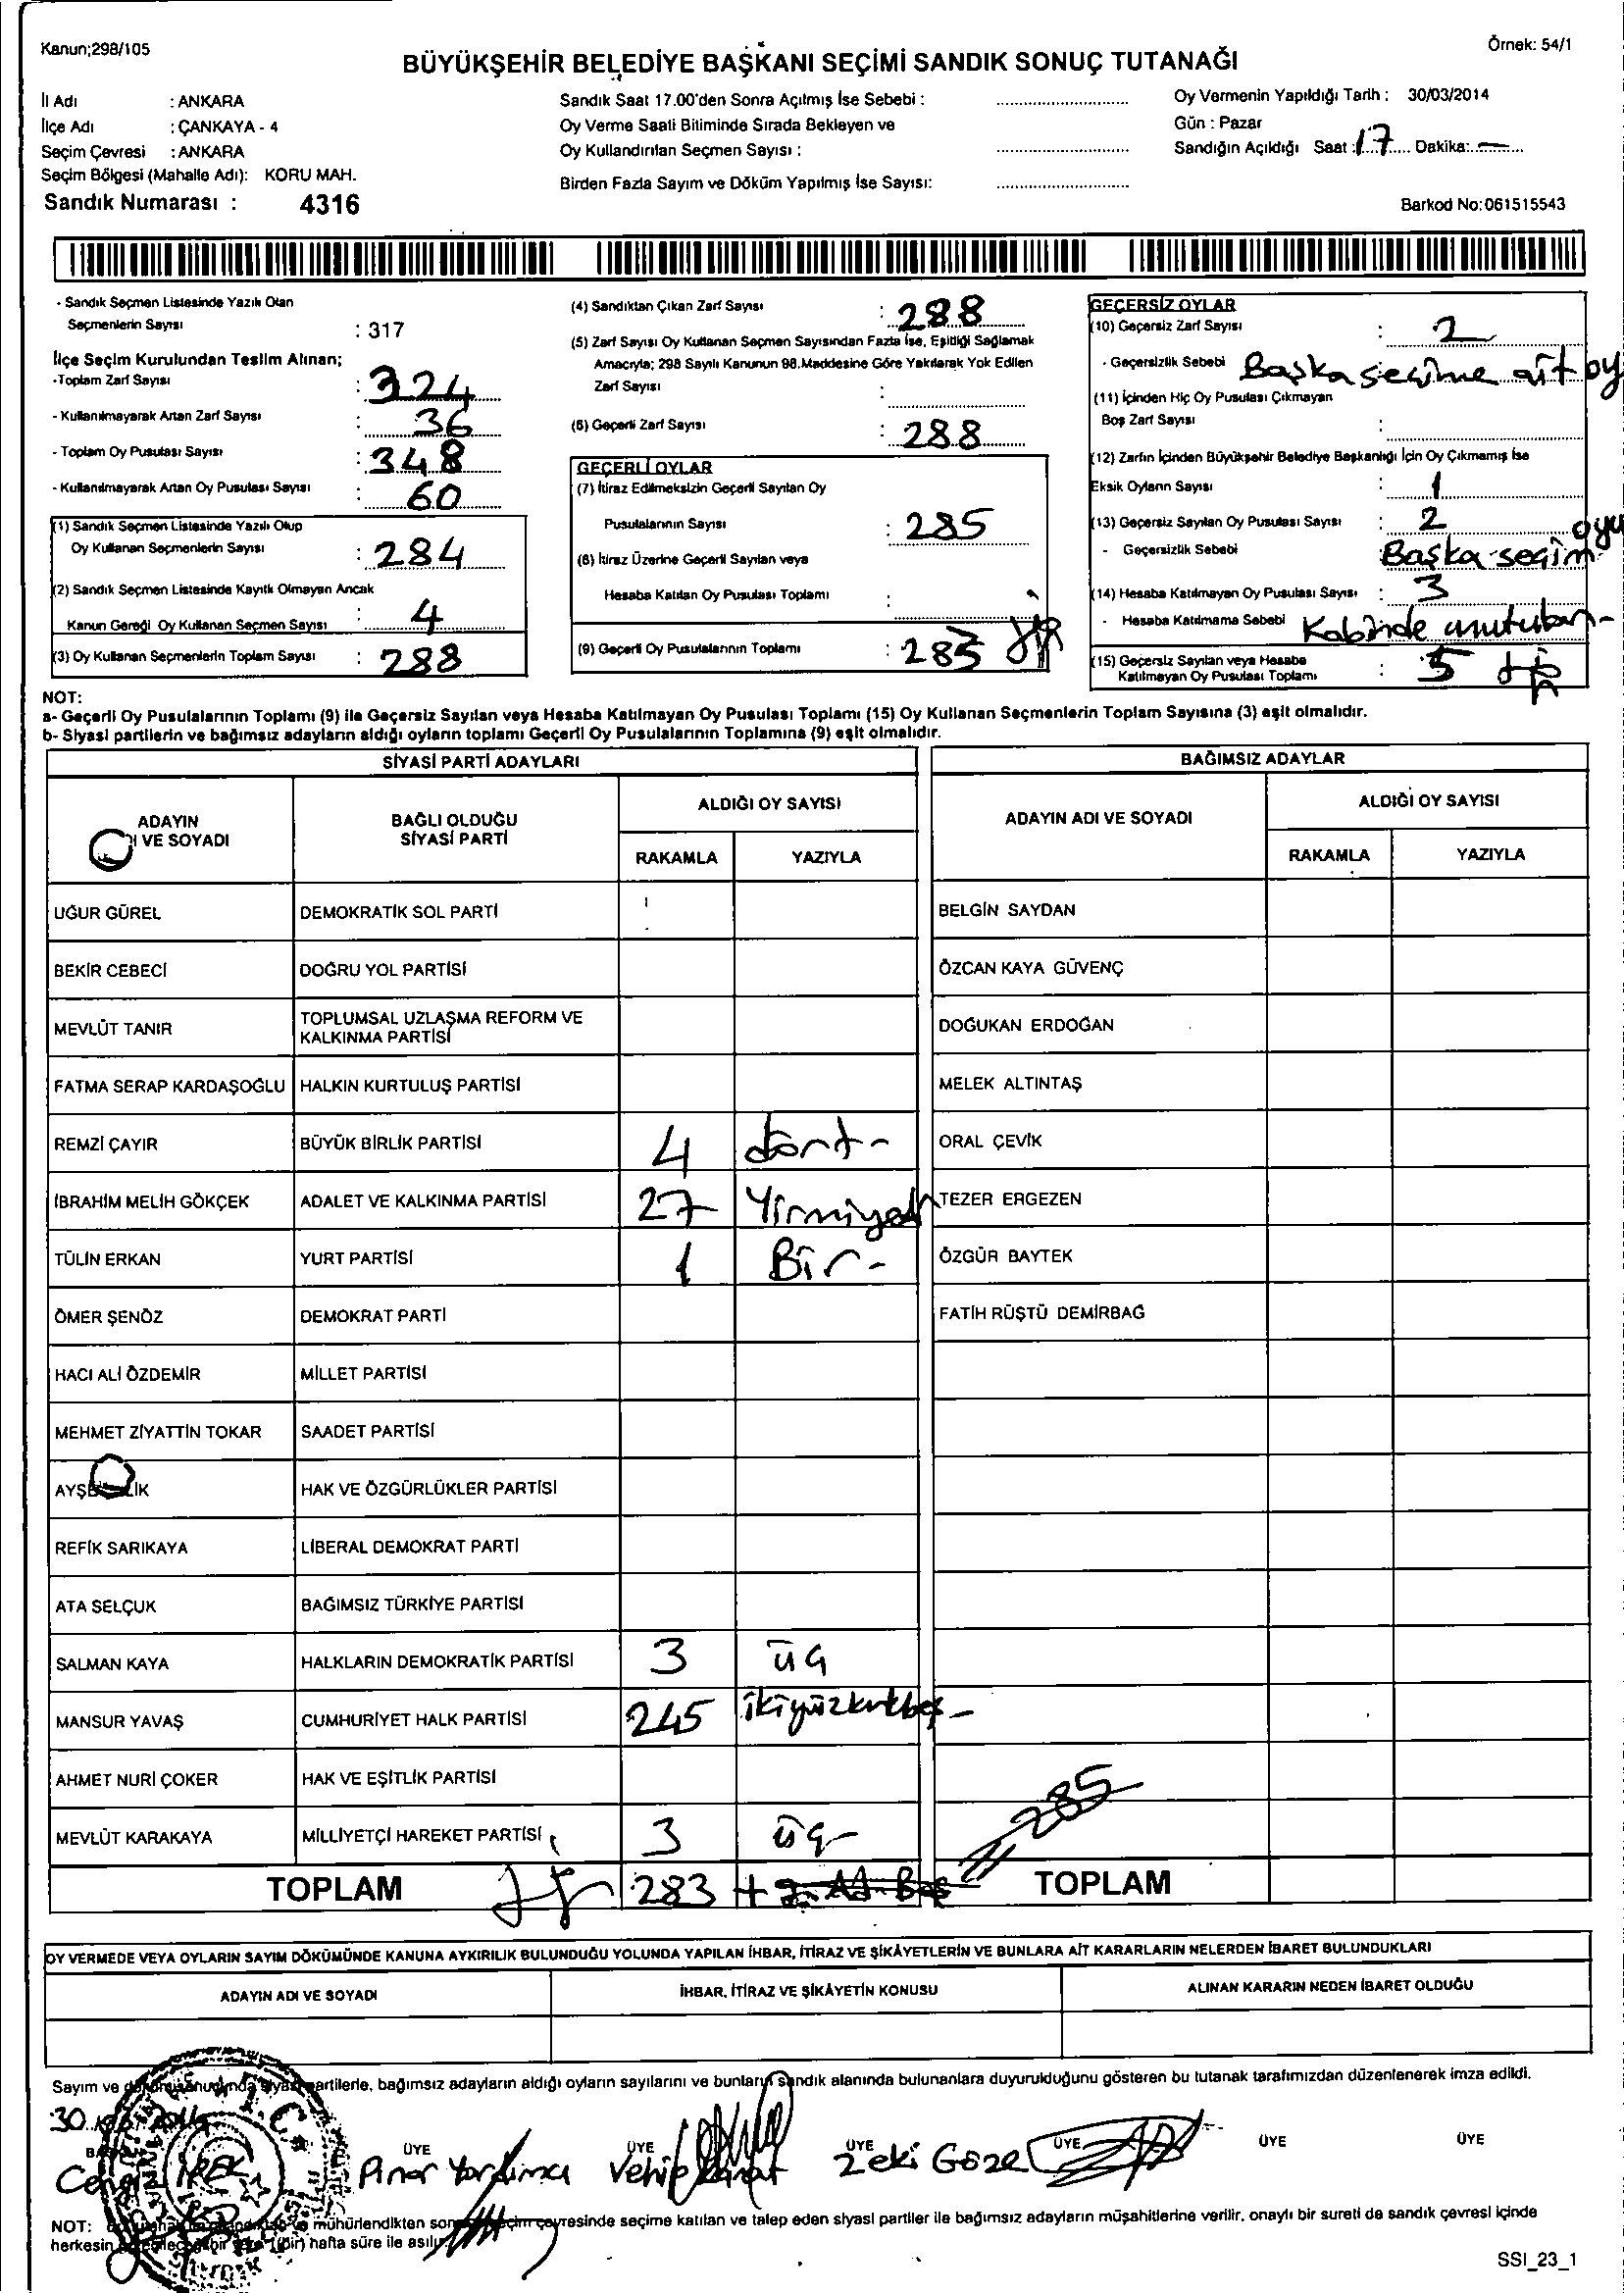 Kanun;298/105
Örnek: 54/1
BÜYÜKŞEHİR BELEDİYE BAŞKANI SEÇİMİ SANDIK SONUÇ TUTANAĞI
İl Adı : ANKARA
İlçe Adı : ÇANKAYA - 4
Seçim Çevresi : ANKARA
Seçim Bölgesi (Mahalle Adı): KORU MAH.
Sandık Numarası : 4316
Sandık Saat 17.00'den Sonra Açılmış İse Sebebi :
Oy Verme Saati Bitiminde Sırada Bekleyen ve
Oy Kullandırılan Seçmen Sayısı :
Birden Fazla Sayım ve Döküm Yapılmış İse Sayısı:
Oy Vermenin Yapıldığı Tarih : 30/03/2014
Gün : Pazar
Sandığın Açıldığı Saat : 17 Dakika: —
Barkod No:061515543
- Sandık Seçmen Listesinde Yazılı Olan
Seçmenlerin Sayısı : 317
İlçe Seçim Kurulundan Teslim Alınan;
-Toplam Zarf Sayısı : 324
- Kullanılmayarak Artan Zarf Sayısı : 36
- Toplam Oy Pusulası Sayısı : 348
- Kullanılmayarak Artan Oy Pusulası Sayısı : 60
(1) Sandık Seçmen Listesinde Yazılı Olup
Oy Kullanan Seçmenlerin Sayısı : 284
(2) Sandık Seçmen Listesinde Kayıtlı Olmayan Ancak
Kanun Gereği Oy Kullanan Seçmen Sayısı : 4
(3) Oy Kullanan Seçmenlerin Toplam Sayısı : 288
(4) Sandıktan Çıkan Zarf Sayısı : 288
(5) Zarf Sayısı Oy Kullanan Seçmen Sayısından Fazla İse, Eşitliği Sağlamak
Amacıyla; 298 Sayılı Kanunun 98.Maddesine Göre Yakılarak Yok Edilen
Zarf Sayısı :
(6) Geçerli Zarf Sayısı : 288
GEÇERLİ OYLAR
(7) İtiraz Edilmeksizin Geçerli Sayılan Oy
Pusulalarının Sayısı : 285
(8) İtiraz Üzerine Geçerli Sayılan veya
Hesaba Katılan Oy Pusulası Toplamı :
(9) Geçerli Oy Pusulalarının Toplamı : 283
GEÇERSİZ OYLAR
(10) Geçersiz Zarf Sayısı : 2
- Geçersizlik Sebebi Başka seçime ait oy
(11) İçinden Hiç Oy Pusulası Çıkmayan
Boş Zarf Sayısı :
(12) Zarfın İçinden Büyükşehir Belediye Başkanlığı İçin Oy Çıkmamış İse
Eksik Oyların Sayısı : 1
(13) Geçersiz Sayılan Oy Pusulası Sayısı : 2
- Geçersizlik Sebebi Başka seçim oyu
(14) Hesaba Katılmayan Oy Pusulası Sayısı : 3
- Hesaba Katılmama Sebebi Kabinde unutulan-
(15) Geçersiz Sayılan veya Hesaba
Katılmayan Oy Pusulası Toplamı : 5
NOT:
a- Geçerli Oy Pusulalarının Toplamı (9) ile Geçersiz Sayılan veya Hesaba Katılmayan Oy Pusulası Toplamı (15) Oy Kullanan Seçmenlerin Toplam Sayısına (3) eşit olmalıdır.
b- Siyasi partilerin ve bağımsız adayların aldığı oyların toplamı Geçerli Oy Pusulalarının Toplamına (9) eşit olmalıdır.
SİYASİ PARTİ ADAYLARI
BAĞIMSIZ ADAYLAR
ADAYIN
VE SOYADI
BAĞLI OLDUĞU
SİYASİ PARTİ
ALDIĞI OY SAYISI
RAKAMLA YAZIYLA
ADAYIN ADI VE SOYADI
ALDIĞI OY SAYISI
RAKAMLA YAZIYLA
UĞUR GÜREL DEMOKRATİK SOL PARTİ BELGİN SAYDAN
BEKİR CEBECİ DOĞRU YOL PARTİSİ ÖZCAN KAYA GÜVENÇ
MEVLÜT TANIR TOPLUMSAL UZLAŞMA REFORM VE
KALKINMA PARTİSİ DOĞUKAN ERDOĞAN
FATMA SERAP KARDAŞOĞLU HALKIN KURTULUŞ PARTİSİ MELEK ALTINTAŞ
REMZİ ÇAYIR BÜYÜK BİRLİK PARTİSİ 4 dört- ORAL ÇEVİK
İBRAHİM MELİH GÖKÇEK ADALET VE KALKINMA PARTİSİ 27 Yirmiyedi TEZER ERGEZEN
TÜLİN ERKAN YURT PARTİSİ 1 Bir- ÖZGÜR BAYTEK
ÖMER ŞENÖZ DEMOKRAT PARTİ FATİH RÜŞTÜ DEMİRBAĞ
HACI ALİ ÖZDEMİR MİLLET PARTİSİ
MEHMET ZİYATTİN TOKAR SAADET PARTİSİ
HAK VE ÖZGÜRLÜKLER PARTİSİ
REFİK SARIKAYA LİBERAL DEMOKRAT PARTİ
ATA SELÇUK BAĞIMSIZ TÜRKİYE PARTİSİ
SALMAN KAYA HALKLARIN DEMOKRATİK PARTİSİ 3 üç
MANSUR YAVAŞ CUMHURİYET HALK PARTİSİ 245 ikiyüzkırkbeş-
AHMET NURİ ÇOKER HAK VE EŞİTLİK PARTİSİ
MEVLÜT KARAKAYA MİLLİYETÇİ HAREKET PARTİSİ 3 üç-
285
TOPLAM 283 TOPLAM
OY VERMEDE VEYA OYLARIN SAYIM DÖKÜMÜNDE KANUNA AYKIRILIK BULUNDUĞU YOLUNDA YAPILAN İHBAR, İTİRAZ VE ŞİKÂYETLERİN VE BUNLARA AİT KARARLARIN NELERDEN İBARET BULUNDUKLARI
ADAYIN ADI VE SOYADI İHBAR, İTİRAZ VE ŞİKÂYETİN KONUSU ALINAN KARARIN NEDEN İBARET OLDUĞU
Sayım ve partilerle, bağımsız adayların aldığı oyların sayılarını ve bunların sandık alanında bulunanlara duyurulduğunu gösteren bu tutanak tarafımızdan düzenlenerek imza edildi.
ÜYE ÜYE ÜYE ÜYE ÜYE ÜYE
Cengiz Pınar Yardımcı Vehip Zeki Göze
NOT: mühürlendikten seçim çevresinde seçime katılan ve talep eden siyasi partiler ile bağımsız adayların müşahitlerine verilir, onaylı bir sureti de sandık çevresi içinde
herkesin (bir) hafta süre ile asılır.
SSI_23_1